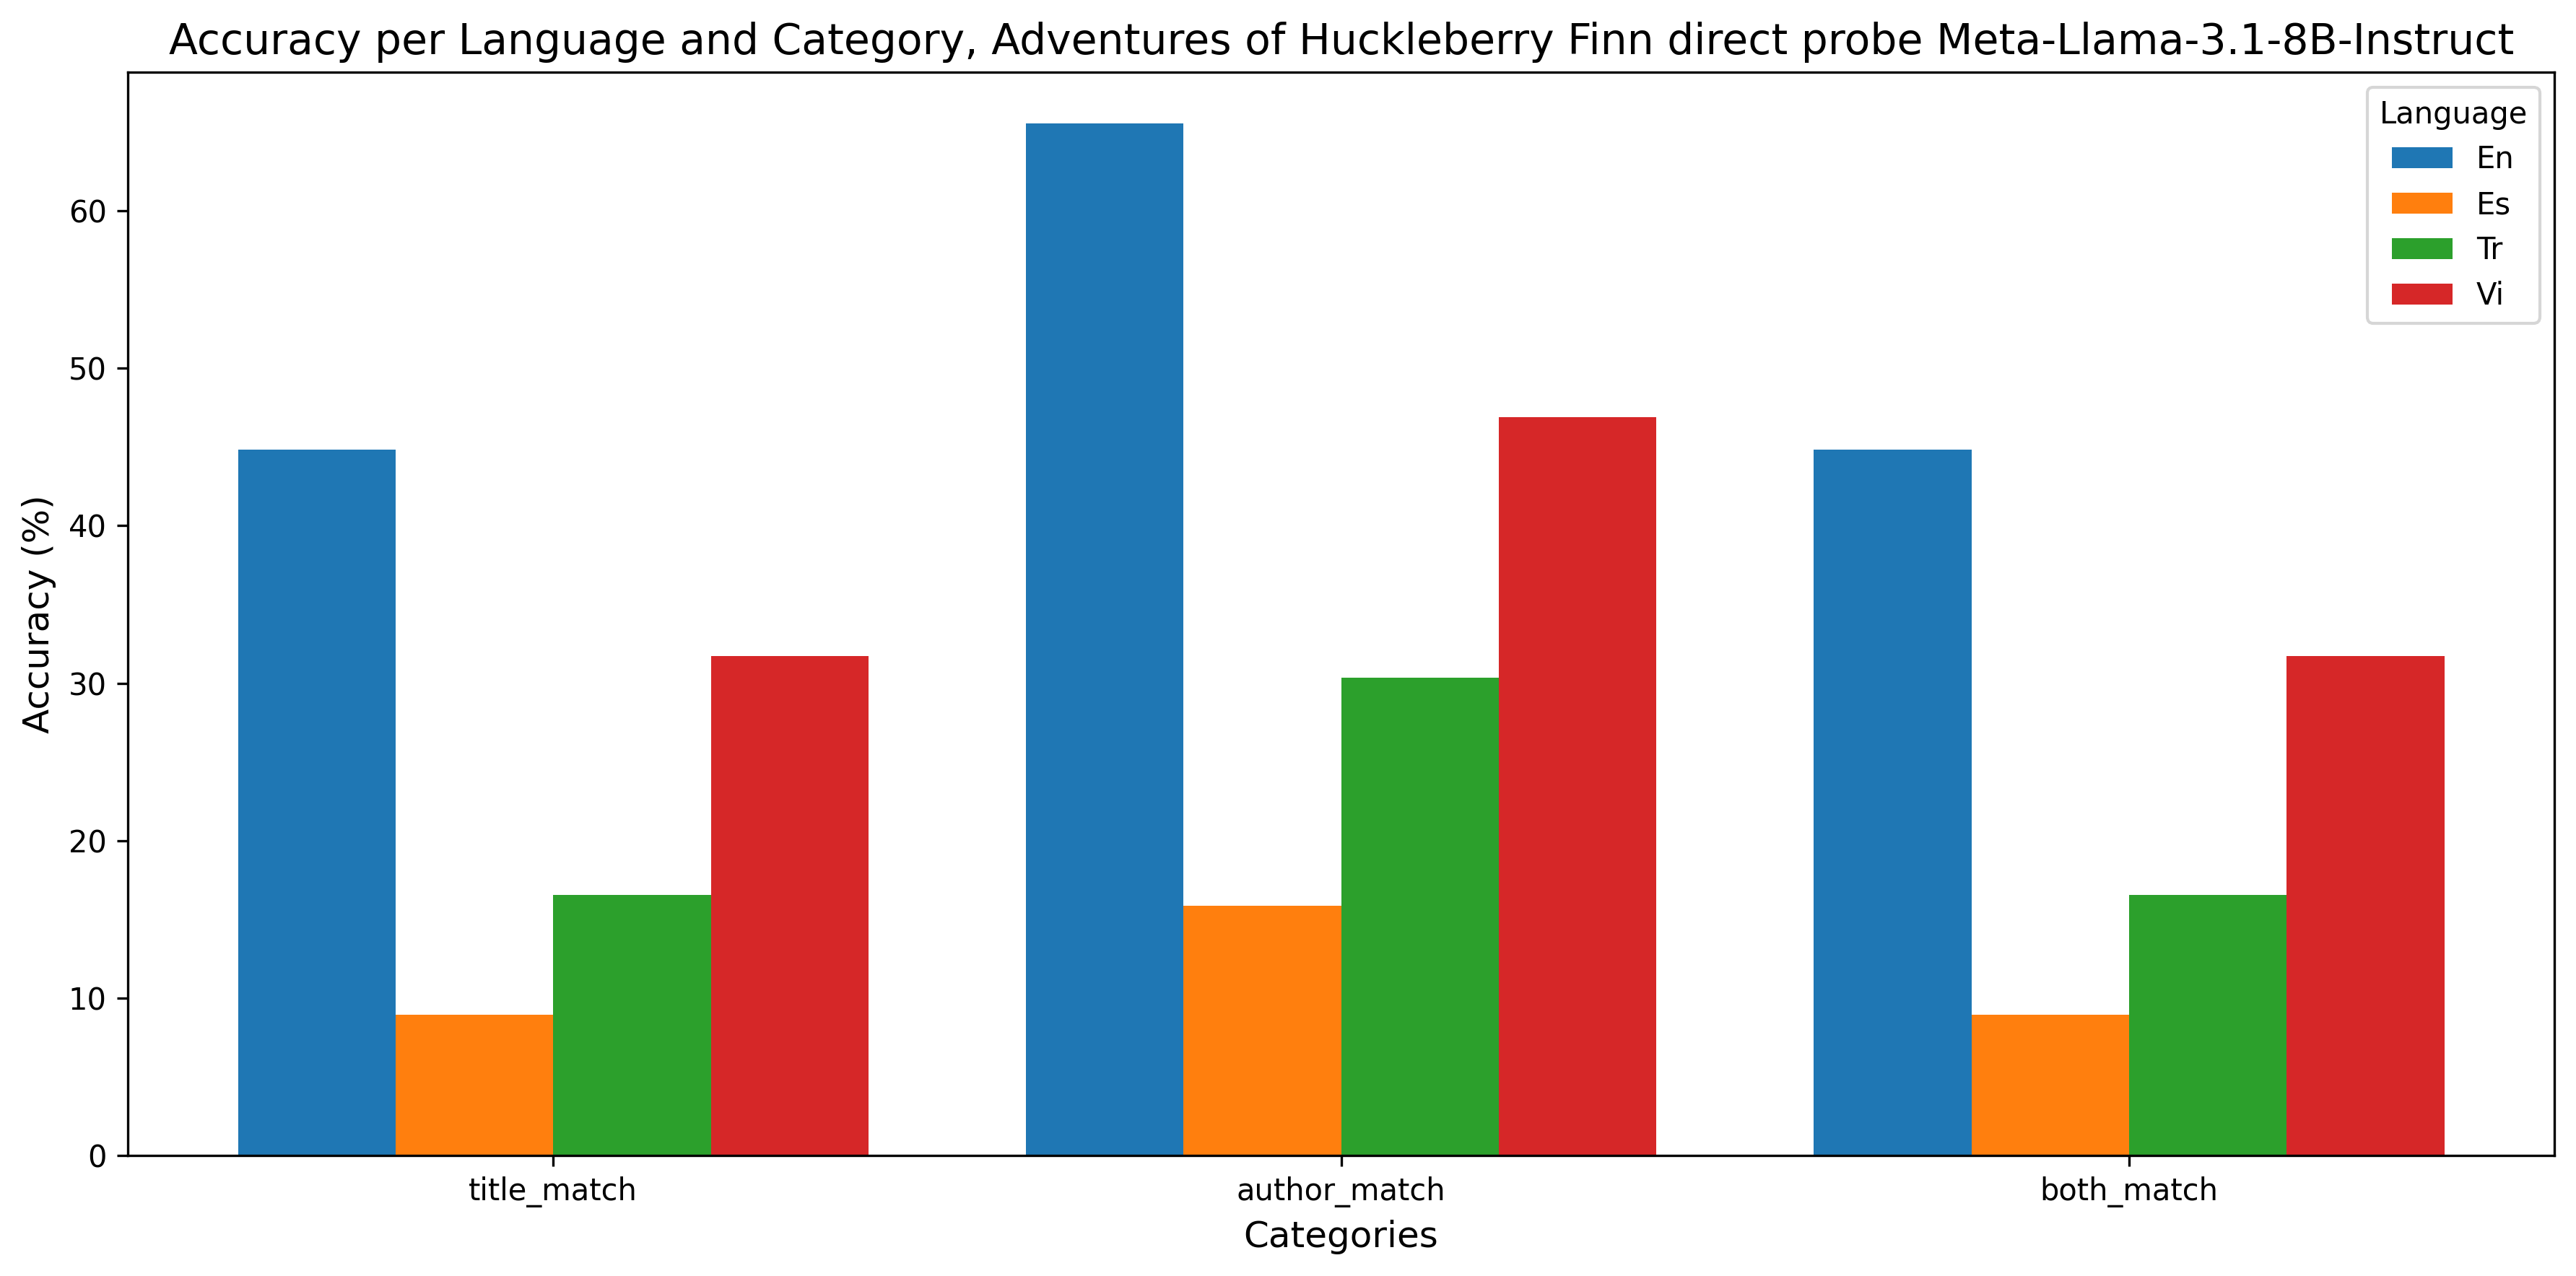 Accuracy per Language and Category, Adventures of Huckleberry Finn direct probe Meta-Llama-3.1-8B-Instruct
Language
En
Es
Tr
Vi
Accuracy (%)
60
50
40
30
20
10
0
title_match
author_match
both_match
Categories